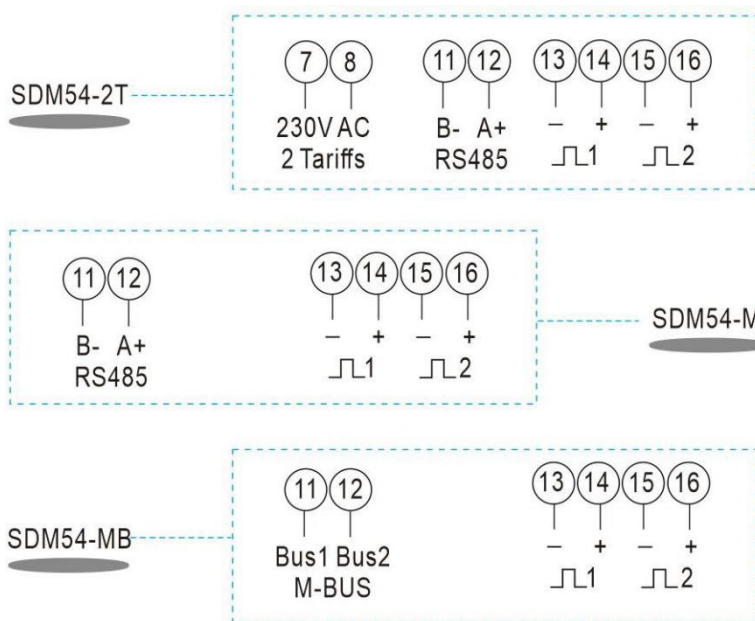 7 8 11 12 13 14 15 16
SDM54-2T
230V AC B- A+ − + − +
2 Tariffs RS485 1 2
11 12 13 14 15 16
SDM54-M
B- A+ − + − +
RS485 1 2
11 12 13 14 15 16
SDM54-MB
Bus1 Bus2 − + − +
M-BUS 1 2